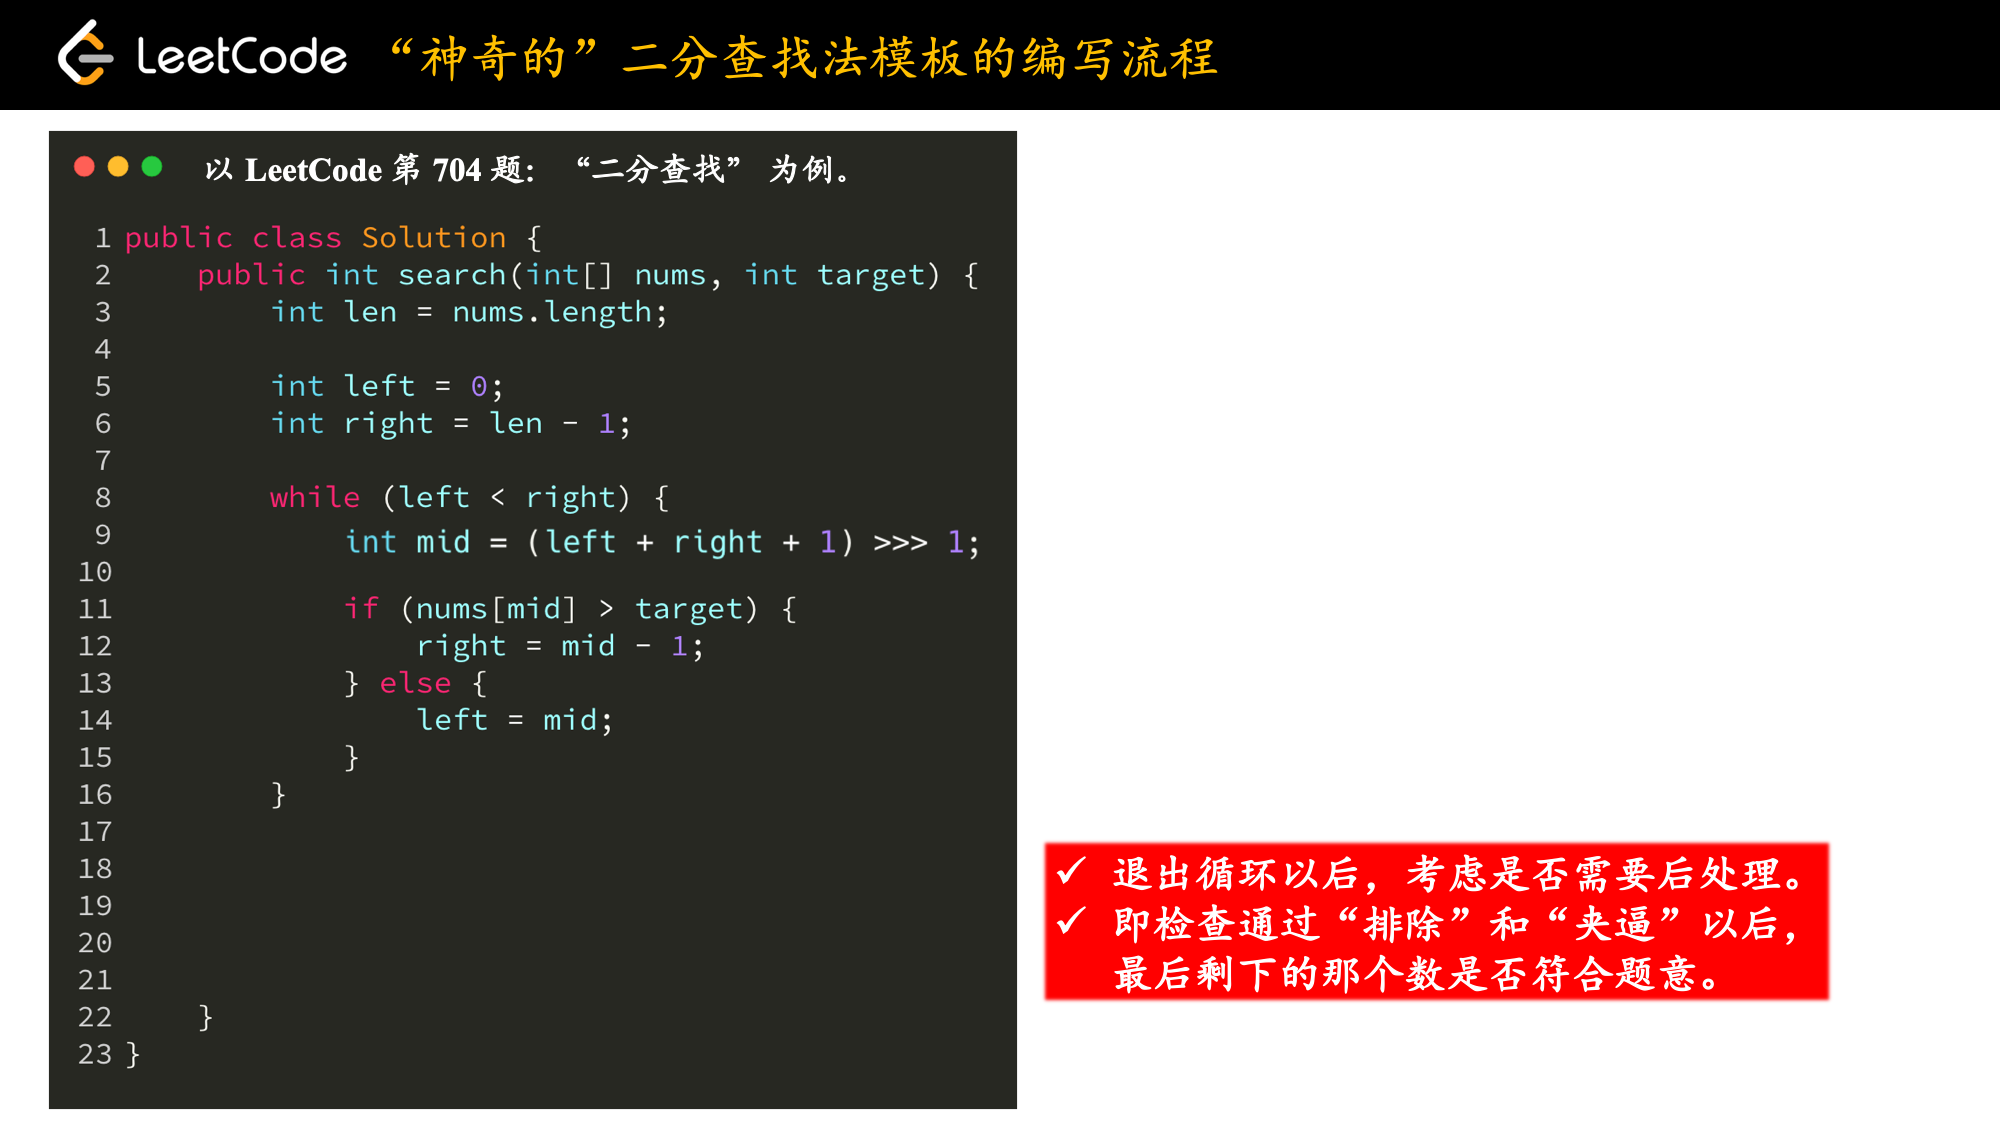 LeetCode “神奇的”二分查找法模板的编写流程
以 LeetCode 第 704 题：“二分查找” 为例。
1 public class Solution {
2     public int search(int[] nums, int target) {
3         int len = nums.length;
4
5         int left = 0;
6         int right = len - 1;
7
8         while (left < right) {
9             int mid = (left + right + 1) >>> 1;
10
11             if (nums[mid] > target) {
12                 right = mid - 1;
13             } else {
14                 left = mid;
15             }
16         }
17
18
19
20
21
22     }
23 }
✓ 退出循环以后，考虑是否需要后处理。
✓ 即检查通过“排除”和“夹逼”以后，
最后剩下的那个数是否符合题意。